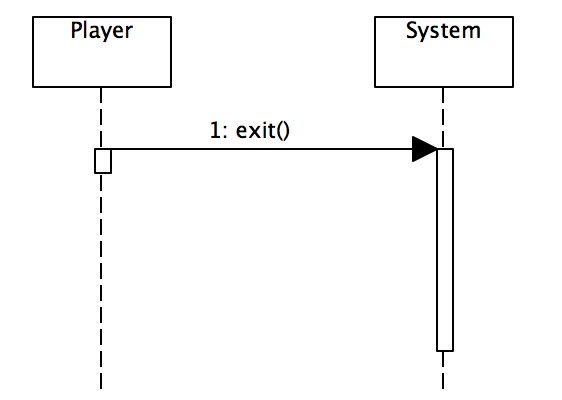 Player
System
1: exit()